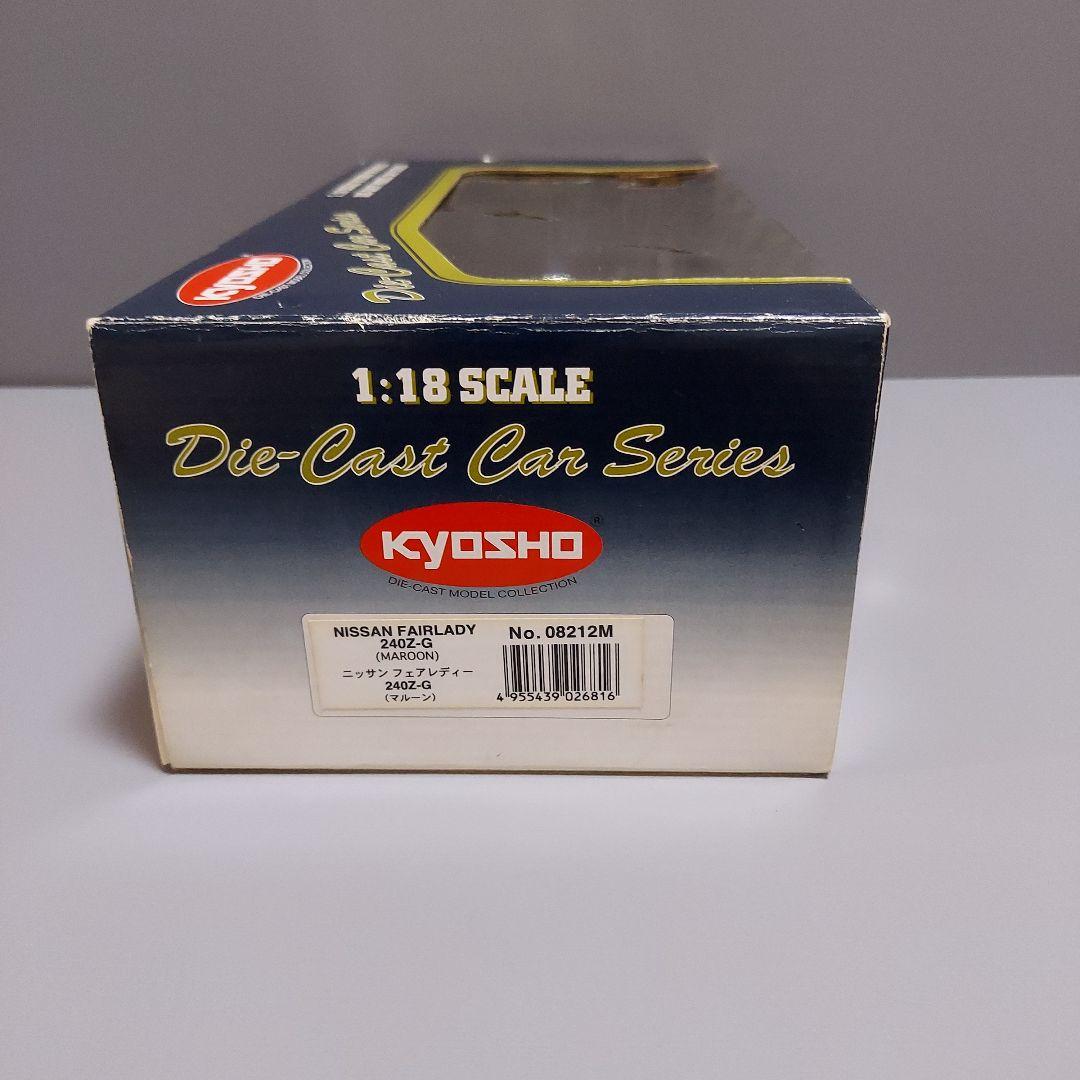 KYOSHO
Die-Cast Car Series
1:18 SCALE
Die-Cast Car Series
KYOSHO®
DIE-CAST MODEL COLLECTION
NISSAN FAIRLADY
240Z-G
(MAROON)
ニッサン フェアレディー
240Z-G
(マルーン)
No. 08212M
4 955439 026816